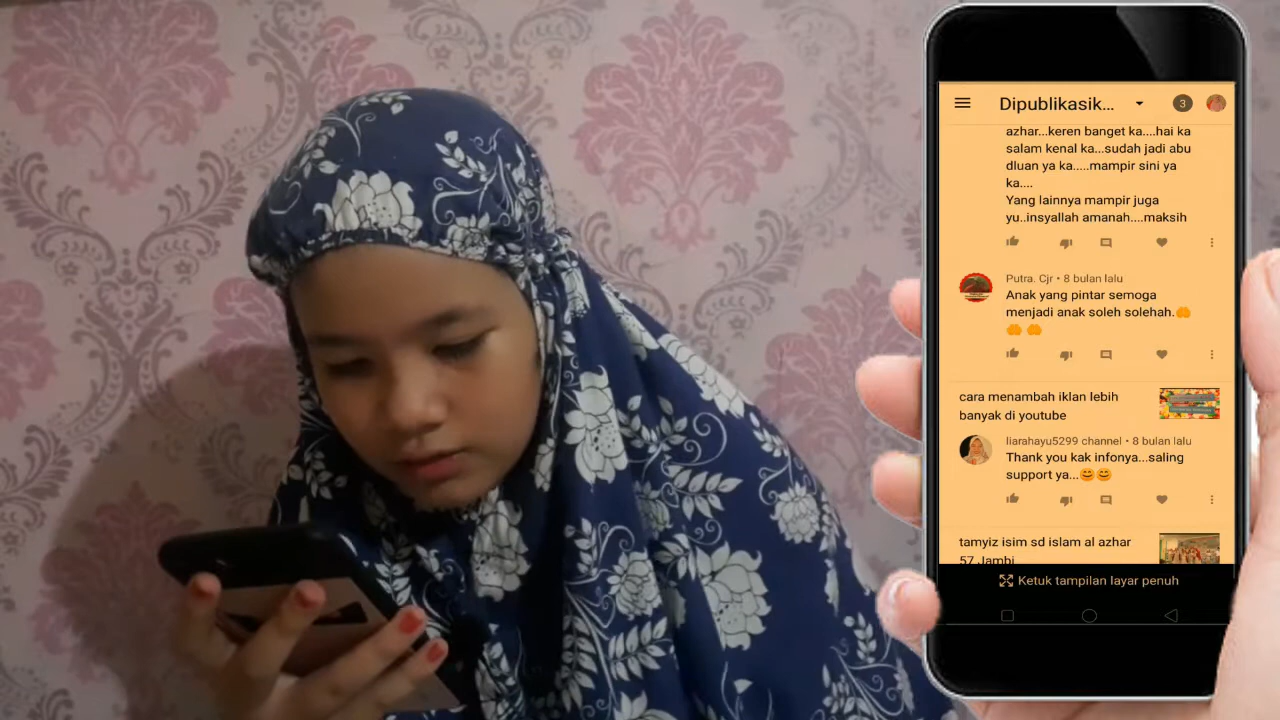 Dipublikasik...
3
azhar...keren banget ka....hai ka
salam kenal ka...sudah jadi abu
dluan ya ka.....mampir sini ya
ka....
Yang lainnya mampir juga
yu..insyallah amanah....maksih
Putra. Cjr • 8 bulan lalu
Anak yang pintar semoga
menjadi anak soleh solehah.🤲
🤲 🤲
cara menambah iklan lebih
banyak di youtube
liarahayu5299 channel • 8 bulan lalu
Thank you kak infonya...saling
support ya...😊😊
tamyiz isim sd islam al azhar
57 Jambi
Ketuk tampilan layar penuh